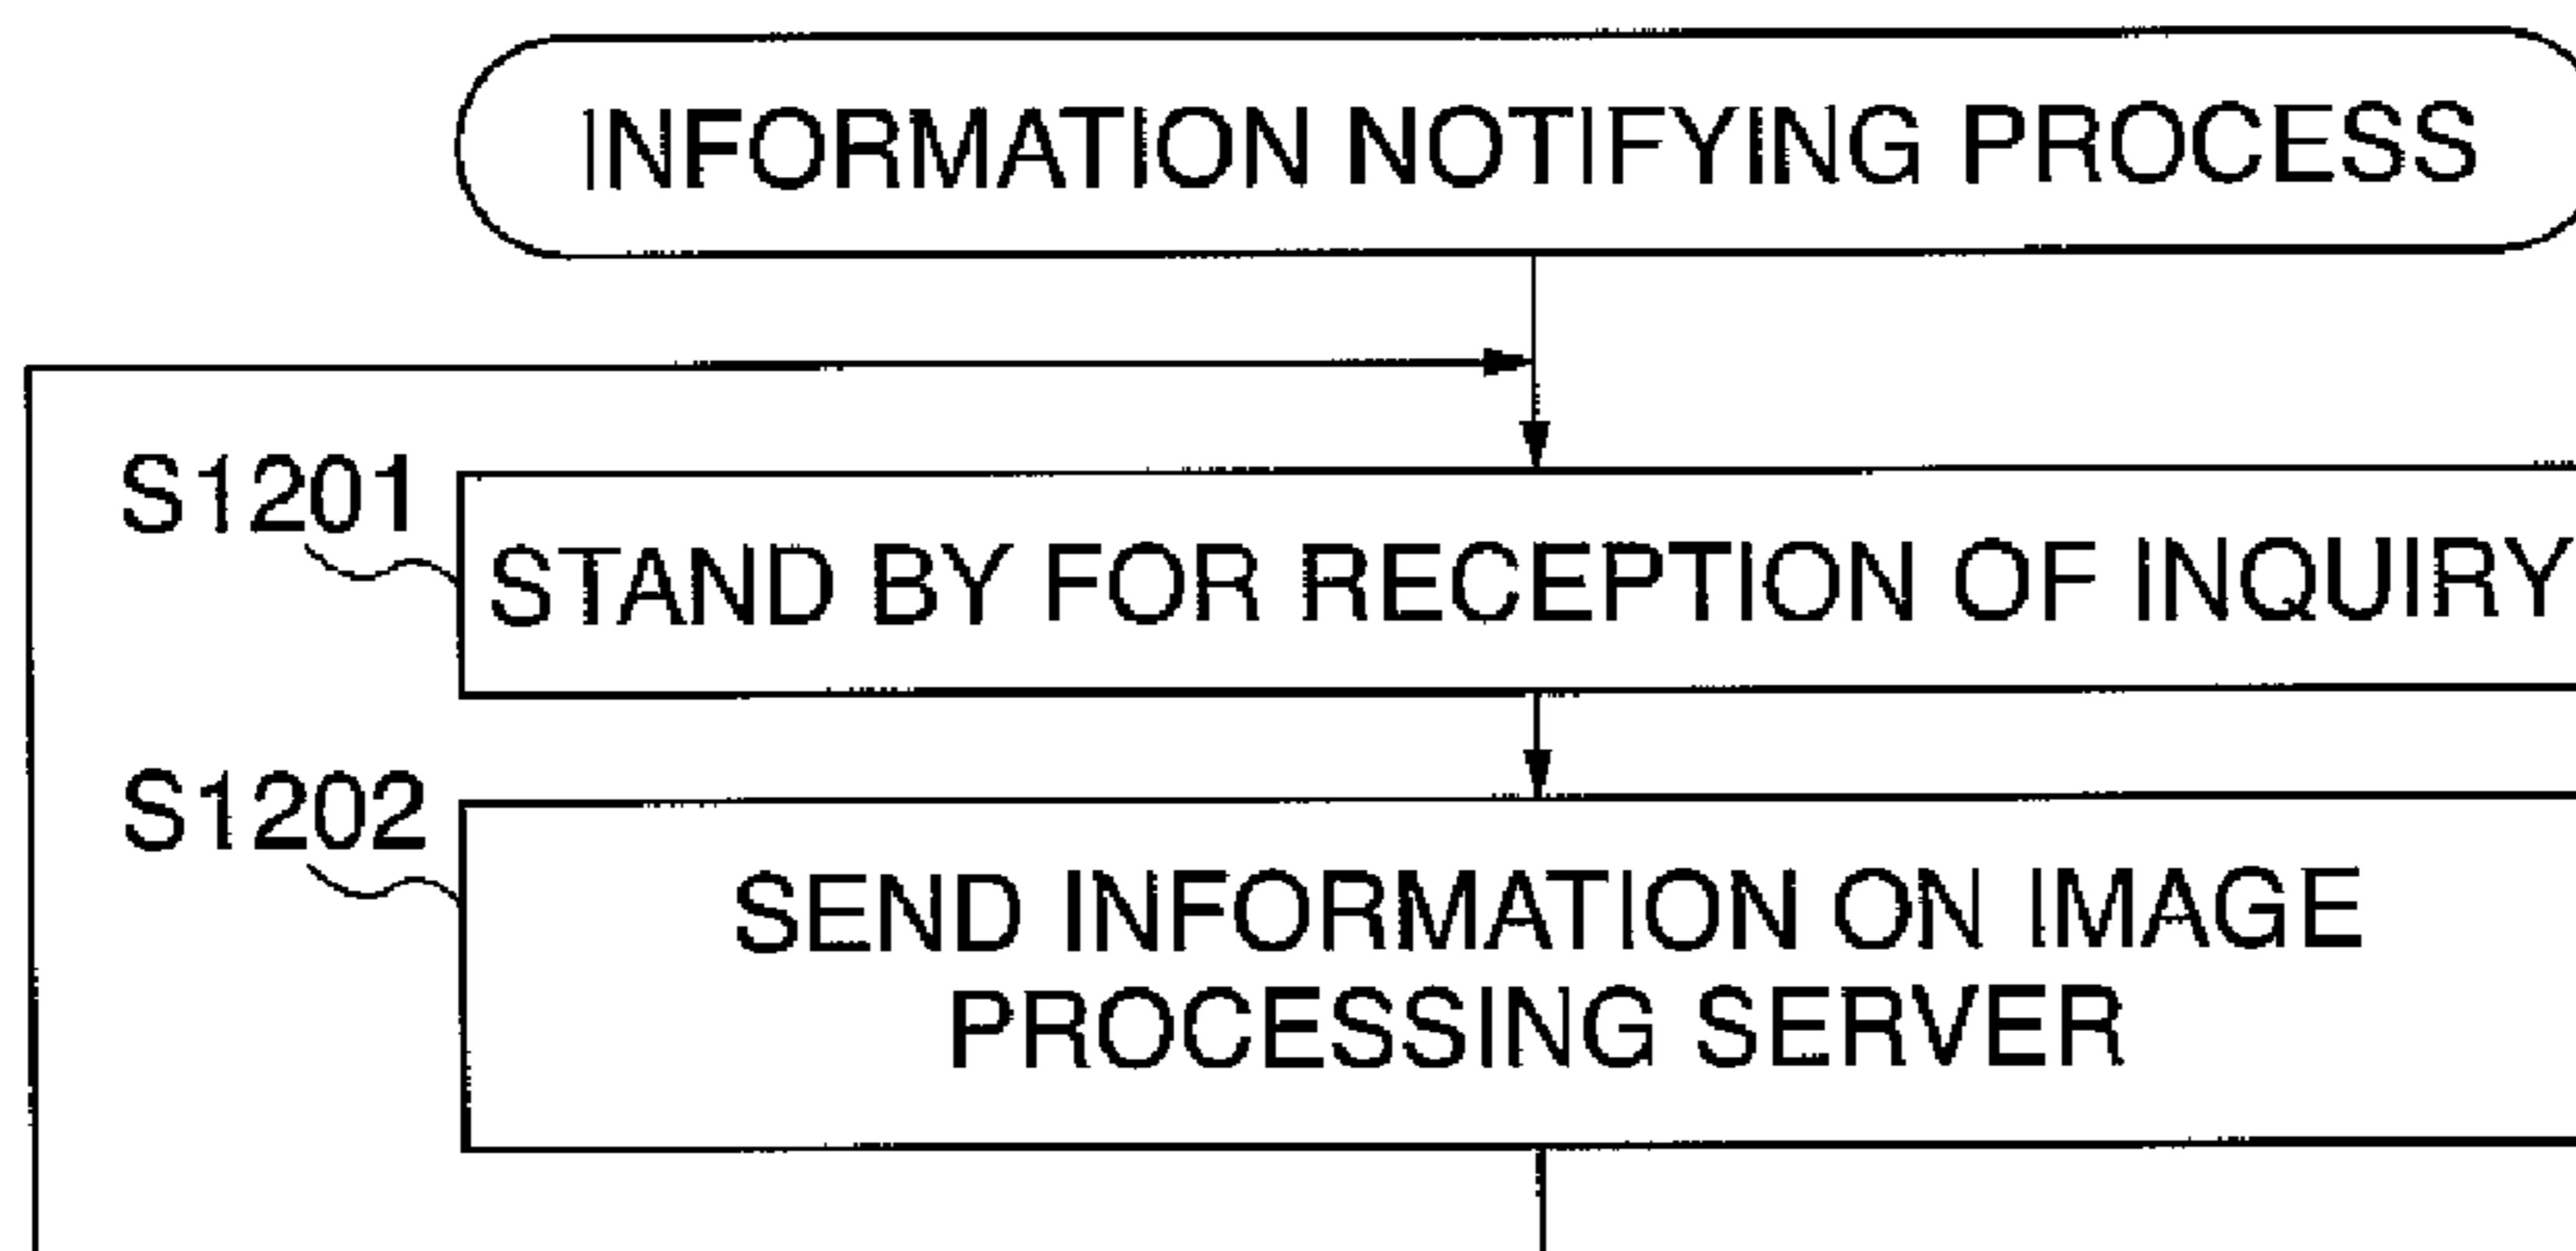 INFORMATION NOTIFYING PROCESS
S1201
STAND BY FOR RECEPTION OF INQUIRY
S1202
SEND INFORMATION ON IMAGE
PROCESSING SERVER